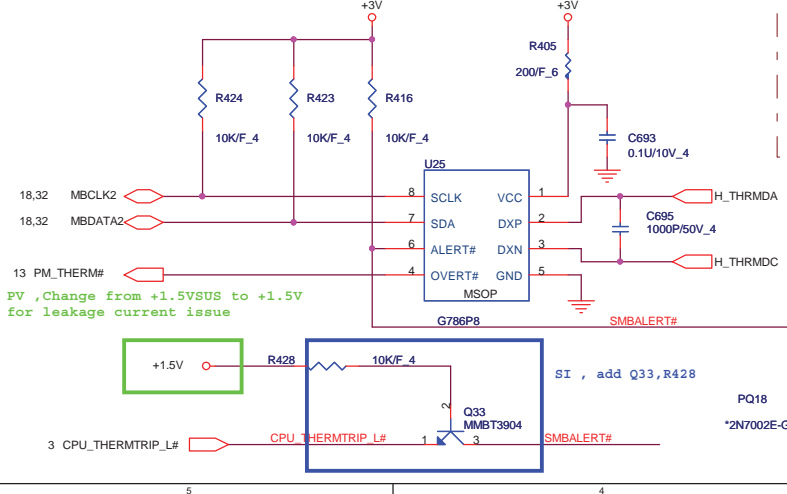 +3V
+3V
R405
200/F_6
R424
R423
R416
10K/F_4
10K/F_4
10K/F_4
C693
0.1U/10V_4
U25
18,32 MBCLK2
8
SCLK
VCC
1
H_THRMDA
18,32 MBDATA2
7
SDA
DXP
2
C695
1000P/50V_4
6
ALERT#
DXN
3
H_THRMDC
13 PM_THERM#
4
OVERT#
GND
5
MSOP
PV ,Change from +1.5VSUS to +1.5V
for leakage current issue
G786P8
SMBALERT#
+1.5V
R428
10K/F_4
SI , add Q33,R428
2
Q33
MMBT3904
PQ18
*2N7002E-G
3 CPU_THERMTRIP_L#
CPU_THERMTRIP_L#
1
3
SMBALERT#
5
4